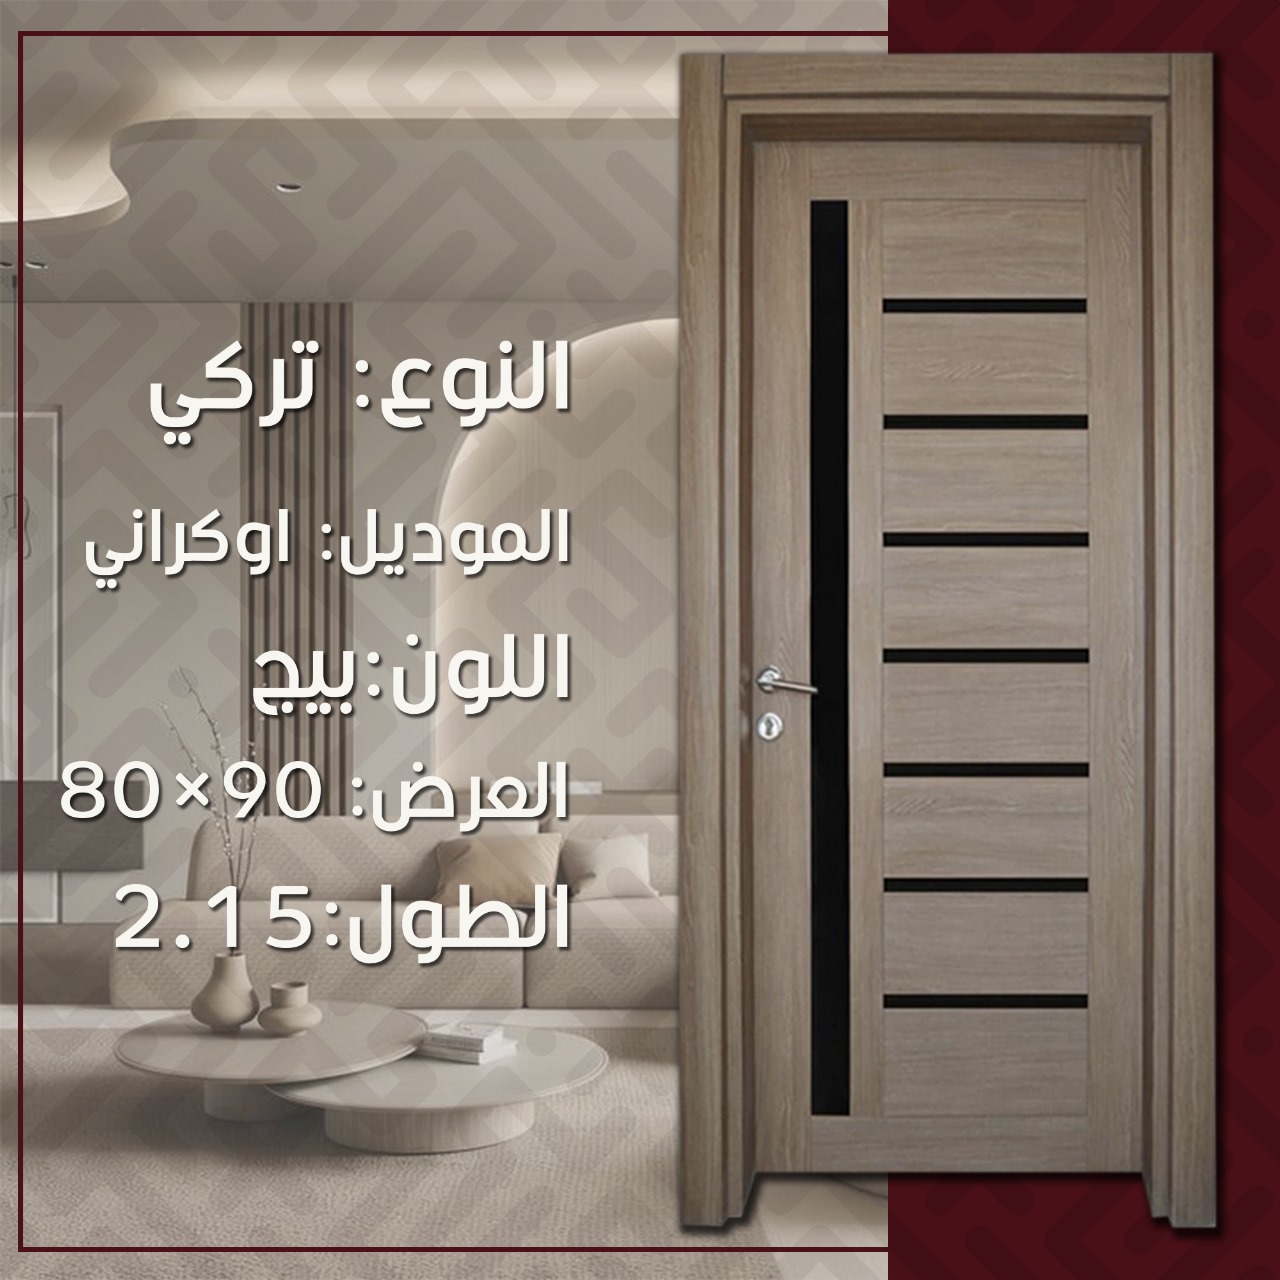 النوع: تركي
الموديل: اوكراني
اللون:بيج
العرض: 90×80
الطول:2.15